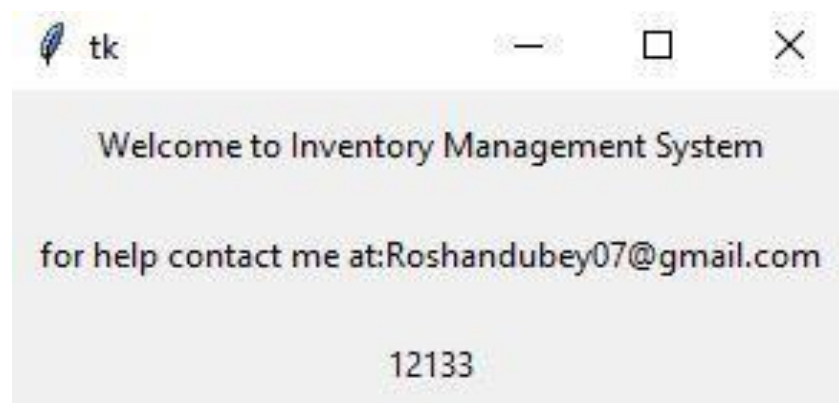 tk
Welcome to Inventory Management System
for help contact me at:Roshandubey07@gmail.com
12133